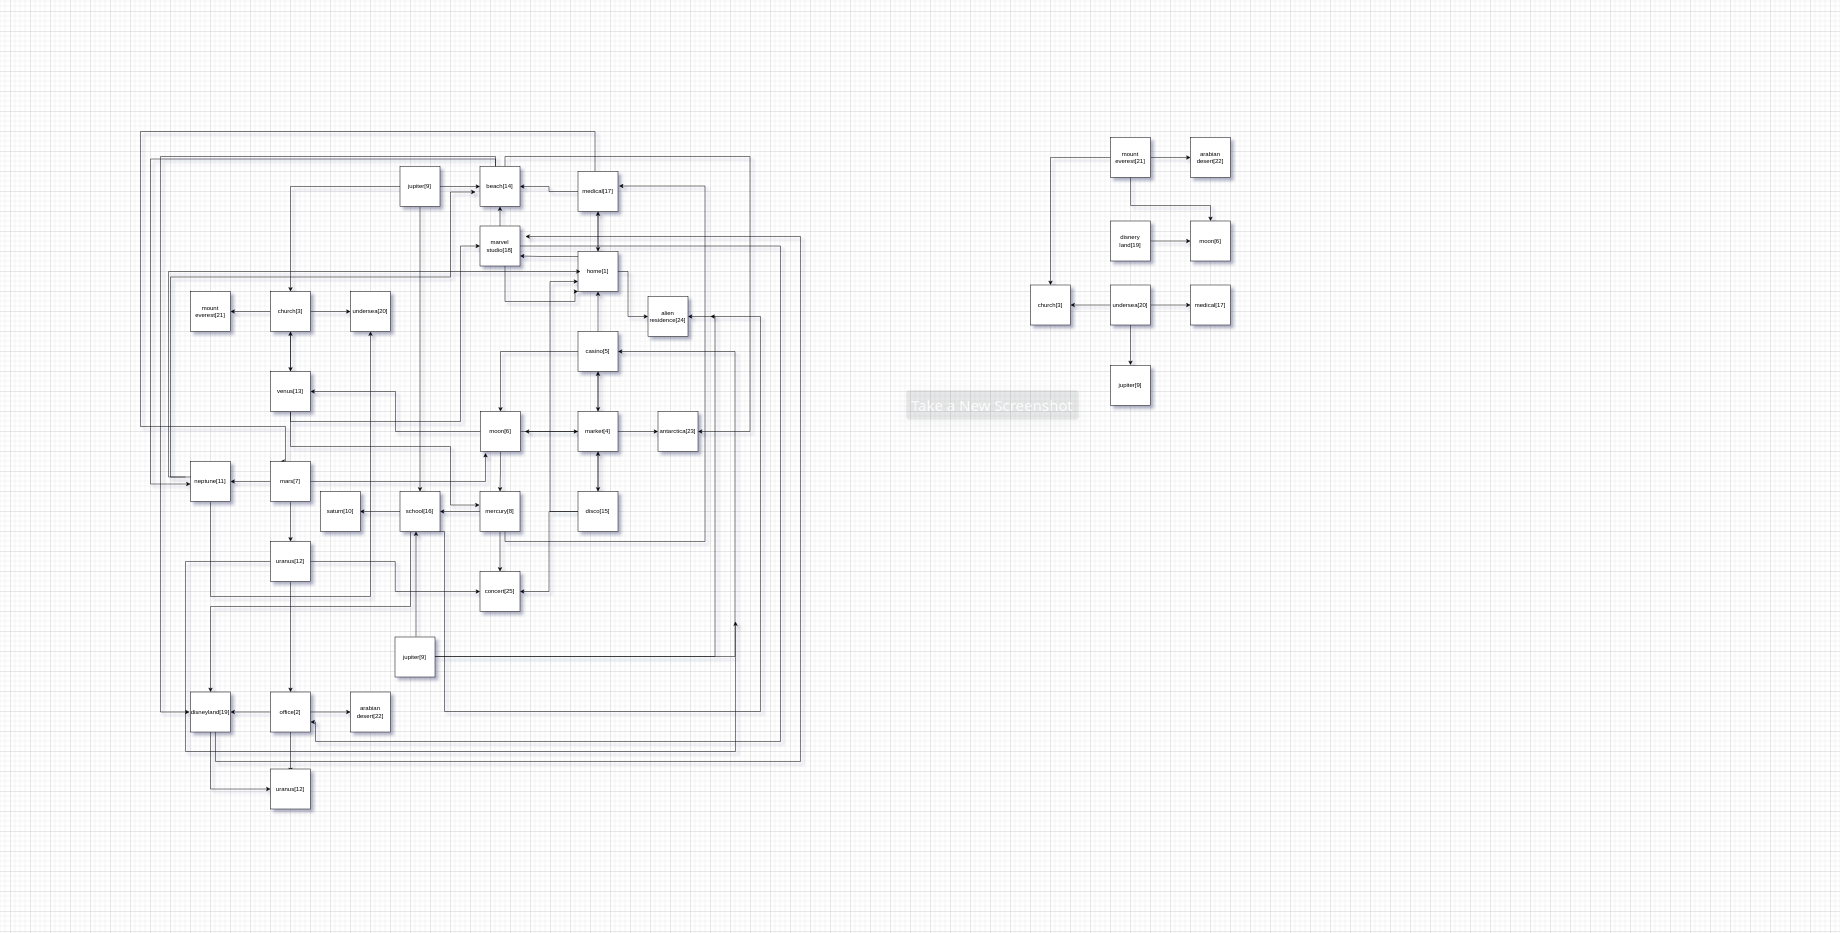 mount
everest[21]
arabian
desert[22]
jupiter[9]
beach[14]
medical[17]
marvel
studio[18]
disnery
land[19]
moon[6]
home[1]
mount
everest[21]
church[3]
undersea[20]
alien
residence[24]
church[3]
undersea[20]
medical[17]
casino[5]
venus[13]
jupiter[9]
Take a New Screenshot
moon[6]
market[4]
antarctica[23]
neptune[11]
mars[7]
saturn[10]
school[16]
mercury[8]
disco[15]
uranus[12]
concert[25]
jupiter[9]
disneyland[19]
office[2]
arabian
desert[22]
uranus[12]